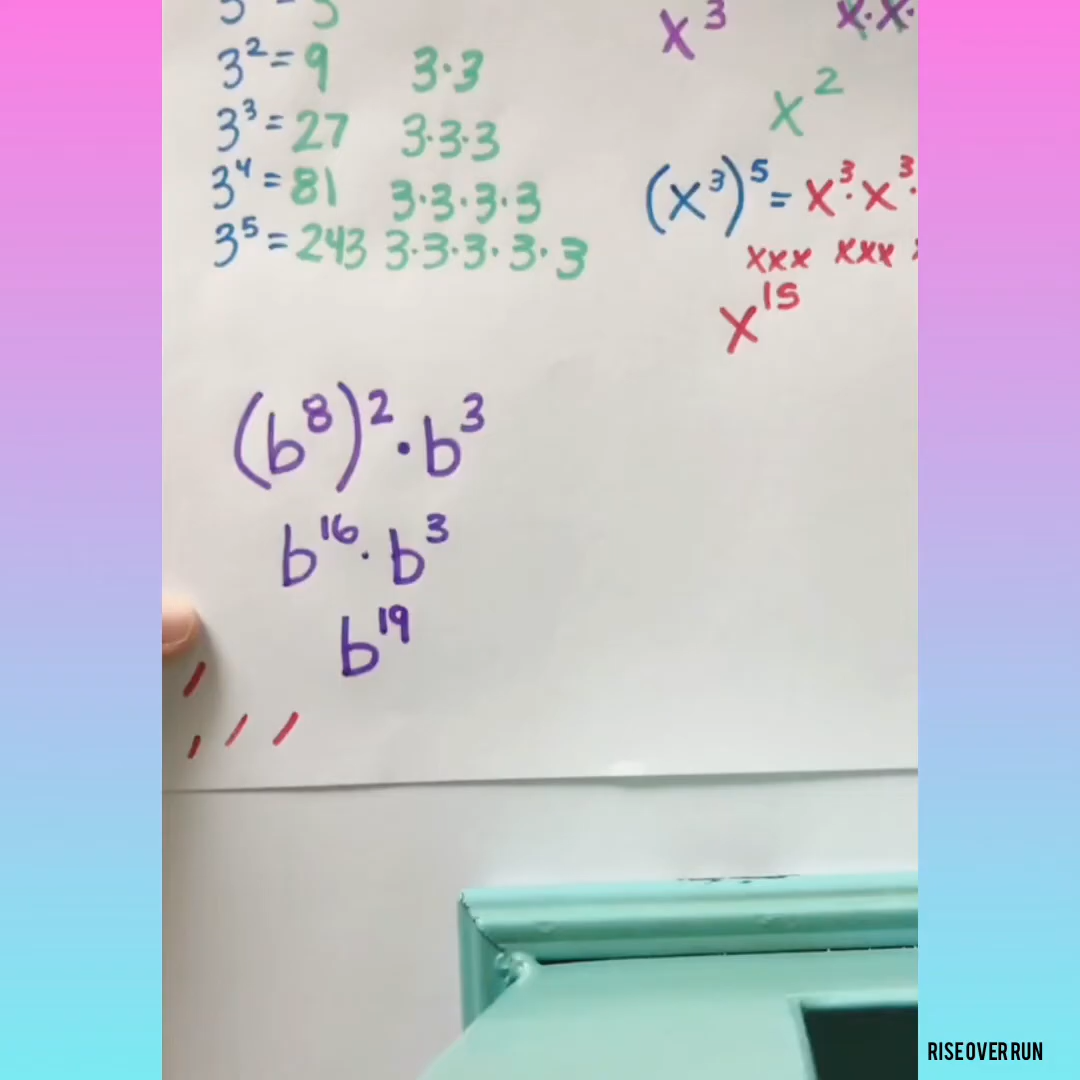 3² = 9 3·3
3³ = 27 3·3·3
3⁴ = 81 3·3·3·3
3⁵ = 243 3·3·3·3·3
x³ x·x·
x²
(x³)⁵ = x³·x³·
xxx xxx
x¹⁵
(b⁸)²·b³
b¹⁶·b³
b¹⁹
RISE OVER RUN